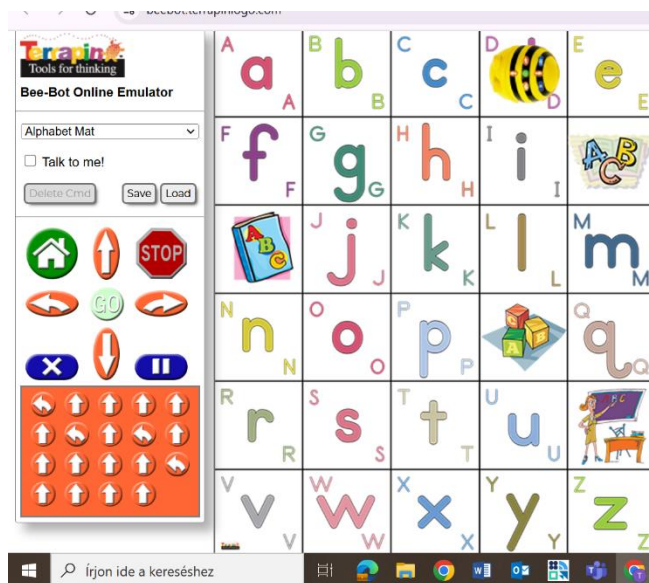 beebot.terrapinlogo.com
Terrapin
Tools for thinking
Bee-Bot Online Emulator
Alphabet Mat
Talk to me!
Delete Cmd Save Load
STOP
GO
A a A B b B C c C D D E e E
F f F G g G H h H I i I A B C
A B C J j J K k K L l L M m M
N n N O o O P p P A B C Q q Q
R r R S s S T t T U u U
V v V W w W X x X Y y Y Z z Z
Írjon ide a kereséshez